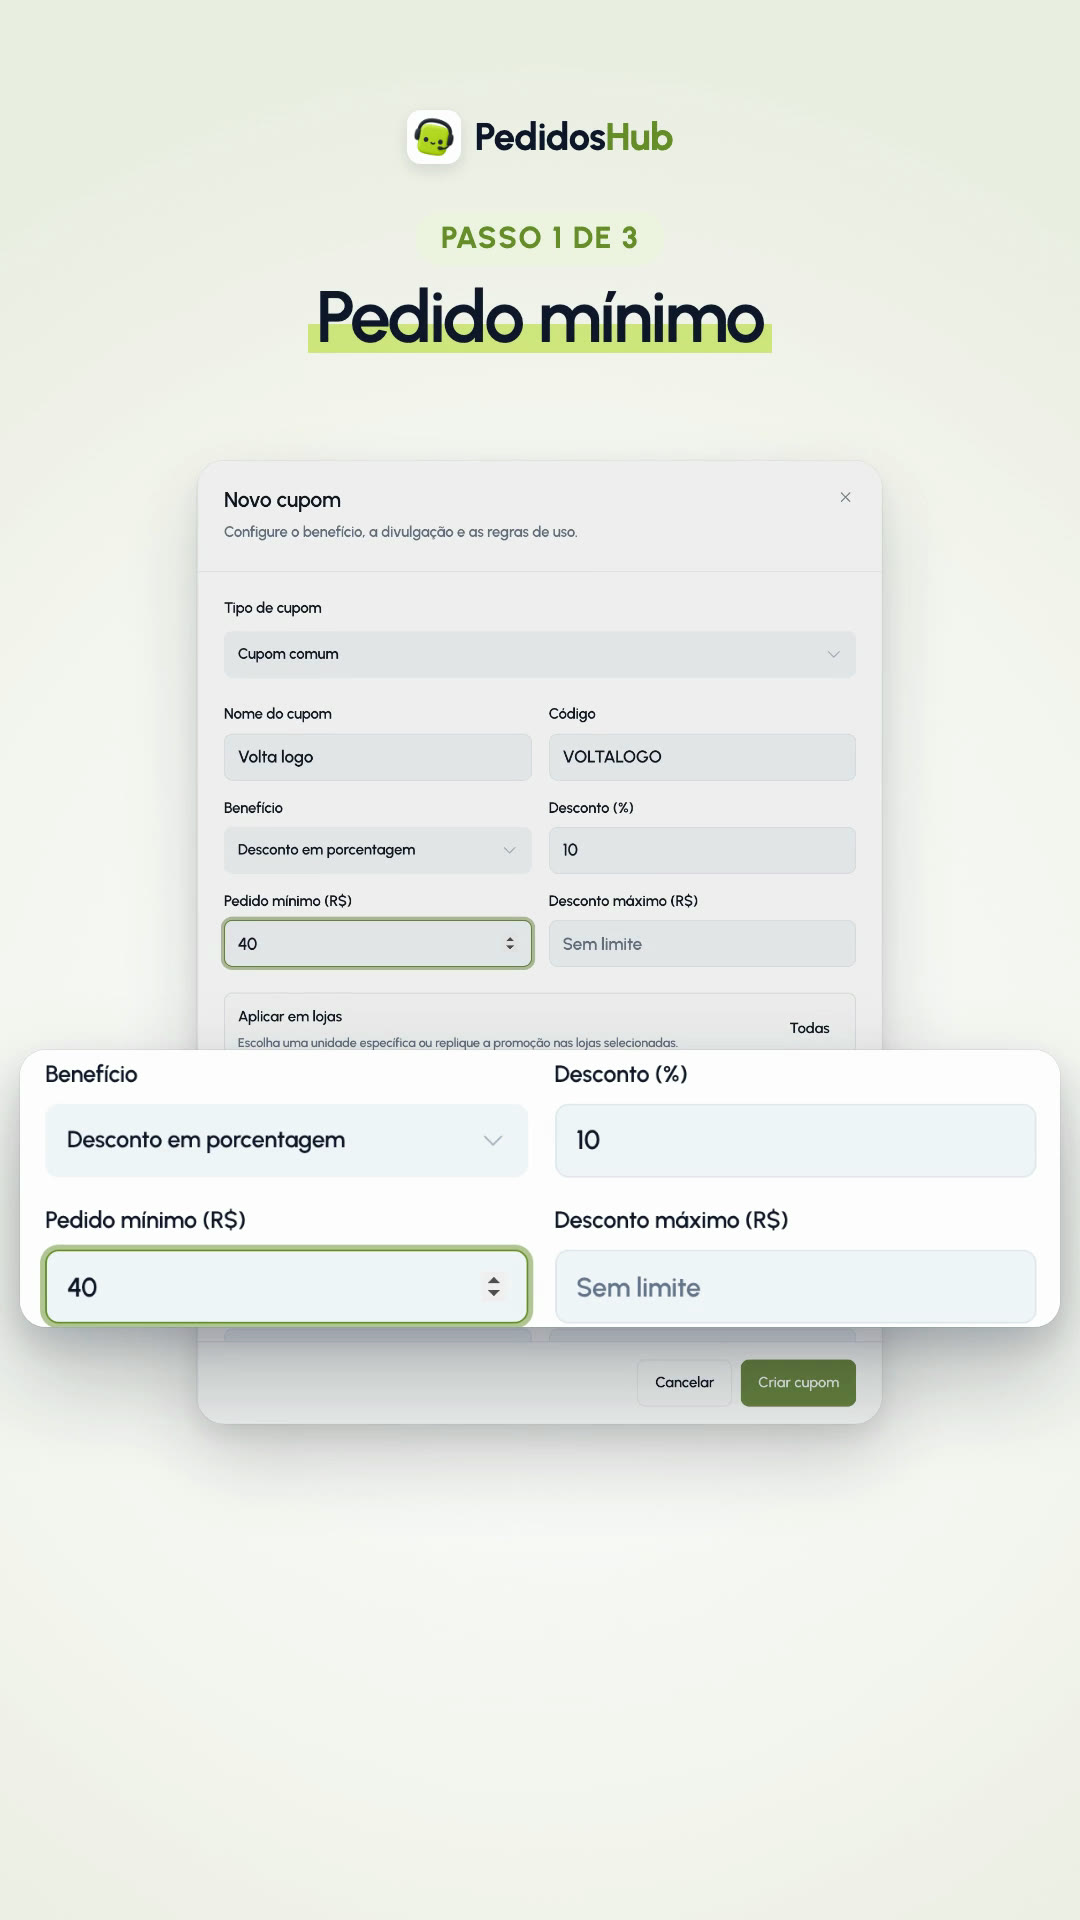 PedidosHub
PASSO 1 DE 3
Pedido mínimo
Novo cupom
Configure o benefício, a divulgação e as regras de uso.
Tipo de cupom
Cupom comum
Nome do cupom Código
Volta logo VOLTALOGO
Benefício Desconto (%)
Desconto em porcentagem 10
Pedido mínimo (R$) Desconto máximo (R$)
40 Sem limite
Aplicar em lojas
Todas
Escolha uma unidade específica ou replique a promoção nas lojas selecionadas.
Benefício Desconto (%)
Desconto em porcentagem 10
Pedido mínimo (R$) Desconto máximo (R$)
40 Sem limite
Cancelar Criar cupom